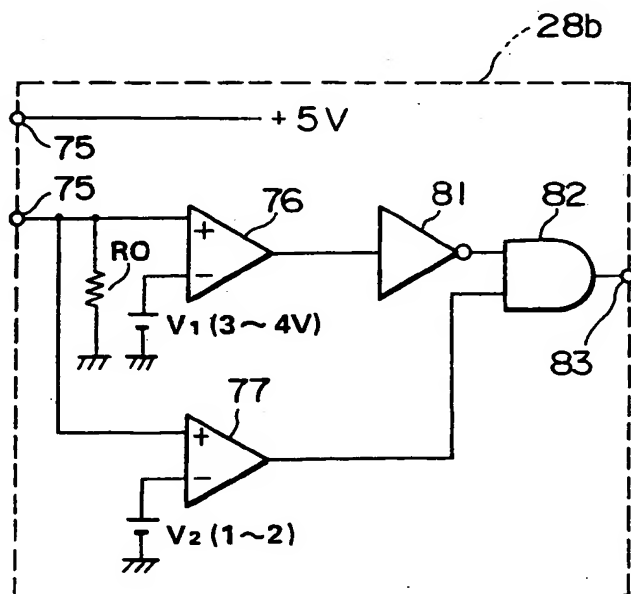 28b
+5V
75
75
76
81
82
+
-
RO
V₁ (3~4V)
83
77
+
-
V₂ (1~2)